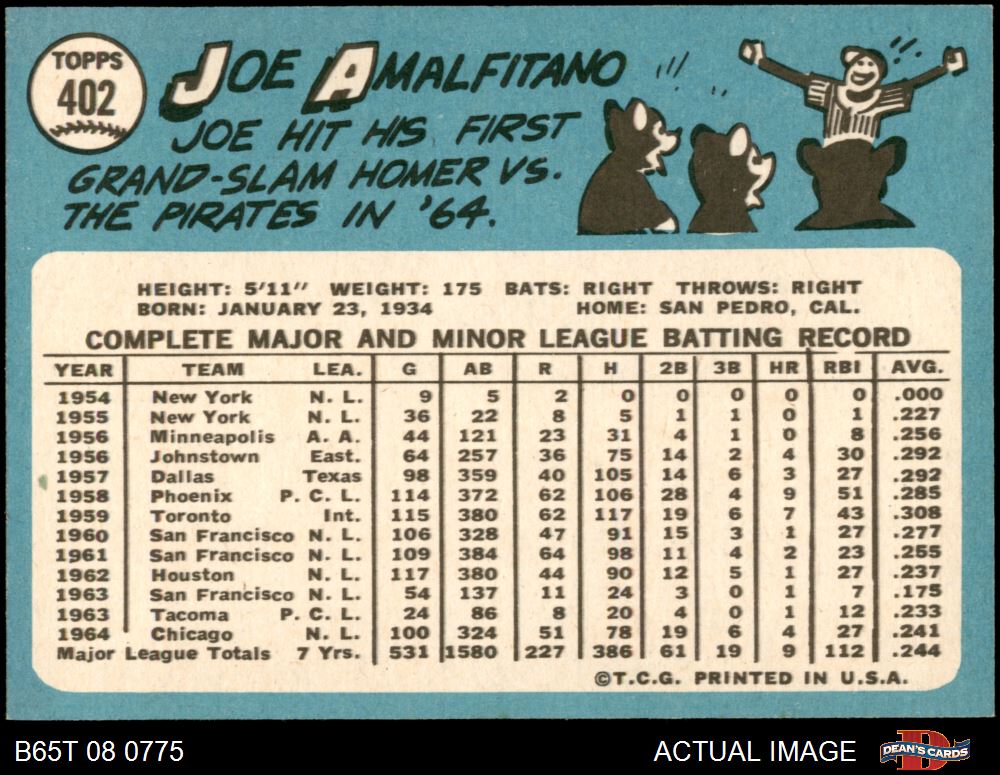 TOPPS
402
JOE AMALFITANO
JOE HIT HIS FIRST
GRAND-SLAM HOMER VS.
THE PIRATES IN '64.
HEIGHT: 5'11" WEIGHT: 175 BATS: RIGHT THROWS: RIGHT
BORN: JANUARY 23, 1934 HOME: SAN PEDRO, CAL.
COMPLETE MAJOR AND MINOR LEAGUE BATTING RECORD
YEAR TEAM LEA. G AB R H 2B 3B HR RBI AVG.
1954 New York N. L. 9 5 2 0 0 0 0 0 .000
1955 New York N. L. 36 22 8 5 1 1 0 1 .227
1956 Minneapolis A. A. 44 121 23 31 4 1 0 8 .256
1956 Johnstown East. 64 257 36 75 14 2 4 30 .292
1957 Dallas Texas 98 359 40 105 14 6 3 27 .292
1958 Phoenix P. C. L. 114 372 62 106 28 4 9 51 .285
1959 Toronto Int. 115 380 62 117 19 6 7 43 .308
1960 San Francisco N. L. 106 328 47 91 15 3 1 27 .277
1961 San Francisco N. L. 109 384 64 98 11 4 2 23 .255
1962 Houston N. L. 117 380 44 90 12 5 1 27 .237
1963 San Francisco N. L. 54 137 11 24 3 0 1 7 .175
1963 Tacoma P. C. L. 24 86 8 20 4 0 1 12 .233
1964 Chicago N. L. 100 324 51 78 19 6 4 27 .241
Major League Totals 7 Yrs. 531 1580 227 386 61 19 9 112 .244
©T.C.G. PRINTED IN U.S.A.
B65T 08 0775 ACTUAL IMAGE DEAN'S CARDS